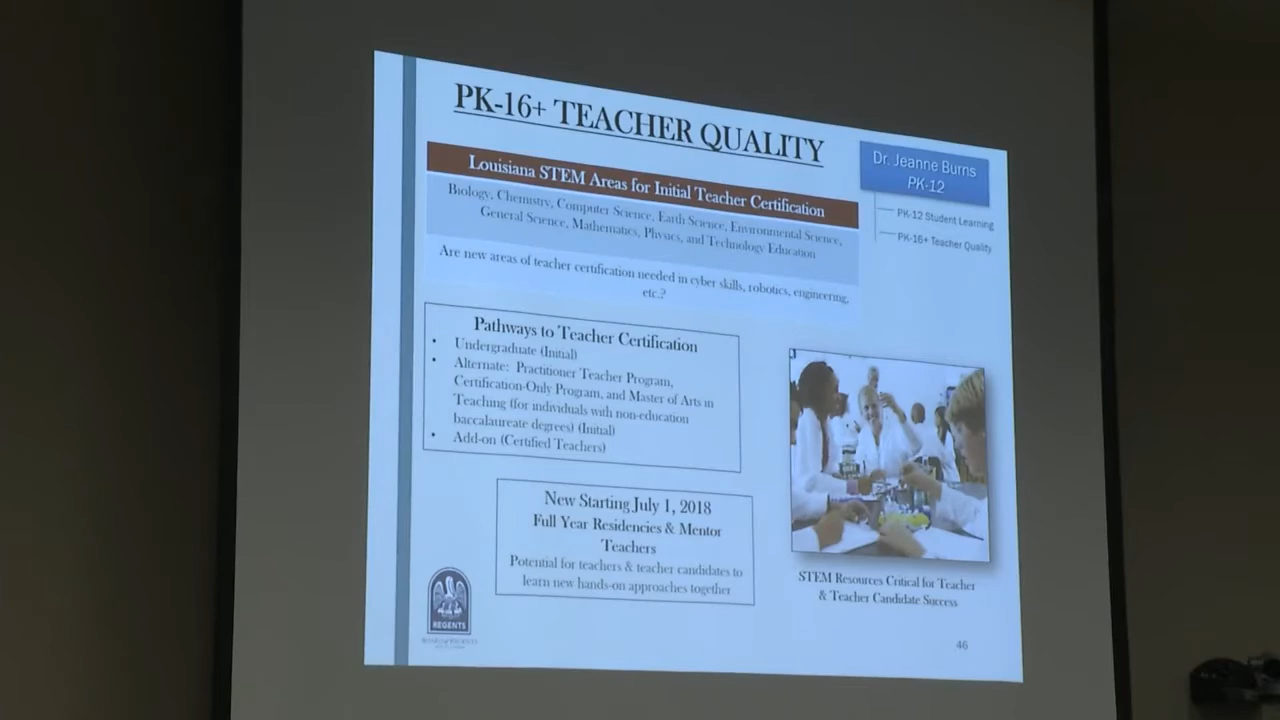 PK-16+ TEACHER QUALITY
Louisiana STEM Areas for Initial Teacher Certification
Biology, Chemistry, Computer Science, Earth Science, Environmental Science,
General Science, Mathematics, Physics, and Technology Education
Are new areas of teacher certification needed in cyber skills, robotics, engineering,
etc.?
Dr. Jeanne Burns
PK-12
PK-12 Student Learning
PK-16+ Teacher Quality
Pathways to Teacher Certification
• Undergraduate (Initial)
• Alternate: Practitioner Teacher Program,
Certification-Only Program, and Master of Arts in
Teaching (for individuals with non-education
baccalaureate degrees) (Initial)
• Add-on (Certified Teachers)
New Starting July 1, 2018
Full Year Residencies & Mentor
Teachers
Potential for teachers & teacher candidates to
learn new hands-on approaches together
STEM Resources Critical for Teacher
& Teacher Candidate Success
REGENTS
46